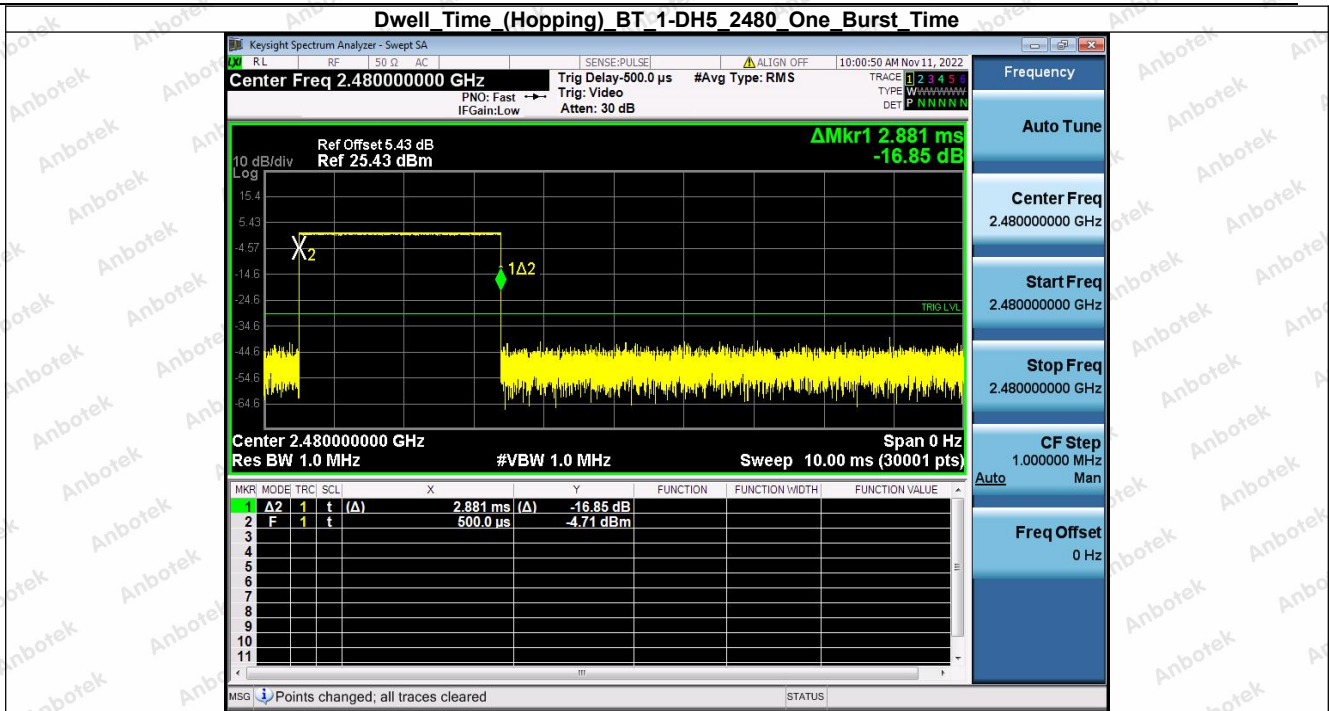 Dwell_Time_(Hopping)_BT_1-DH5_2480_One_Burst_Time
Keysight Spectrum Analyzer - Swept SA
LXI RL RF 50 Ω AC SENSE:PULSE ALIGN OFF 10:00:50 AM Nov 11, 2022
Center Freq 2.480000000 GHz
PNO: Fast
IFGain:Low
Trig Delay-500.0 µs
Trig: Video
Atten: 30 dB
#Avg Type: RMS
TRACE 1 2 3 4 5 6
TYPE WWWWWW
DET P N N N N N
ΔMkr1 2.881 ms
-16.85 dB
Ref Offset 5.43 dB
10 dB/div Ref 25.43 dBm
Log
15.4
5.43
-4.57
-14.6
-24.6
-34.6
-44.6
-54.6
-64.6
2
1Δ2
TRIG LVL
Center 2.480000000 GHz Span 0 Hz
Res BW 1.0 MHz #VBW 1.0 MHz Sweep 10.00 ms (30001 pts)
MKR MODE TRC SCL X Y FUNCTION FUNCTION WIDTH FUNCTION VALUE
1 Δ2 1 t (Δ) 2.881 ms (Δ) -16.85 dB
2 F 1 t 500.0 µs -4.71 dBm
3
4
5
6
7
8
9
10
11
MSG Points changed; all traces cleared STATUS
Frequency
Auto Tune
Center Freq
2.480000000 GHz
Start Freq
2.480000000 GHz
Stop Freq
2.480000000 GHz
CF Step
1.000000 MHz
Auto Man
Freq Offset
0 Hz
Anbotek